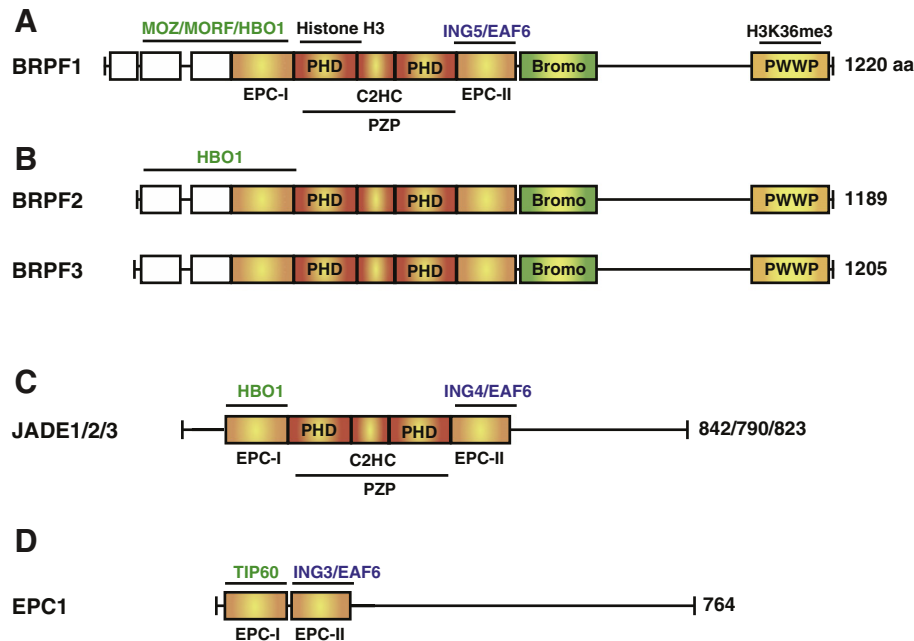 A
MOZ/MORF/HBO1 Histone H3 ING5/EAF6 H3K36me3
BRPF1 PHD PHD Bromo PWWP 1220 aa
EPC-I C2HC EPC-II
PZP
B
HBO1
BRPF2 PHD PHD Bromo PWWP 1189
BRPF3 PHD PHD Bromo PWWP 1205
C
HBO1 ING4/EAF6
JADE1/2/3 PHD PHD 842/790/823
EPC-I C2HC EPC-II
PZP
D
TIP60 ING3/EAF6
EPC1 764
EPC-I EPC-II